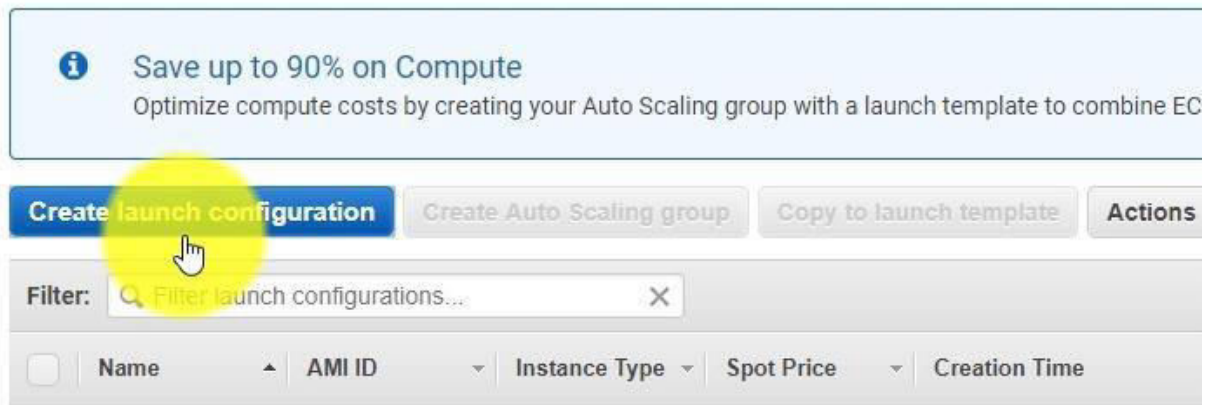 Save up to 90% on Compute
Optimize compute costs by creating your Auto Scaling group with a launch template to combine EC
Create launch configuration Create Auto Scaling group Copy to launch template Actions
Filter: Filter launch configurations...
Name AMI ID Instance Type Spot Price Creation Time